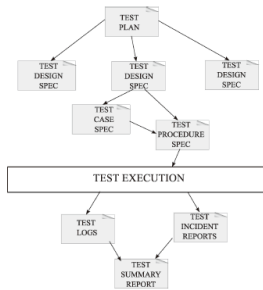 TEST
PLAN
TEST
DESIGN
SPEC
TEST
DESIGN
SPEC
TEST
DESIGN
SPEC
TEST
CASE
SPEC
TEST
PROCEDURE
SPEC
TEST EXECUTION
TEST
LOGS
TEST
INCIDENT
REPORTS
TEST
SUMMARY
REPORT